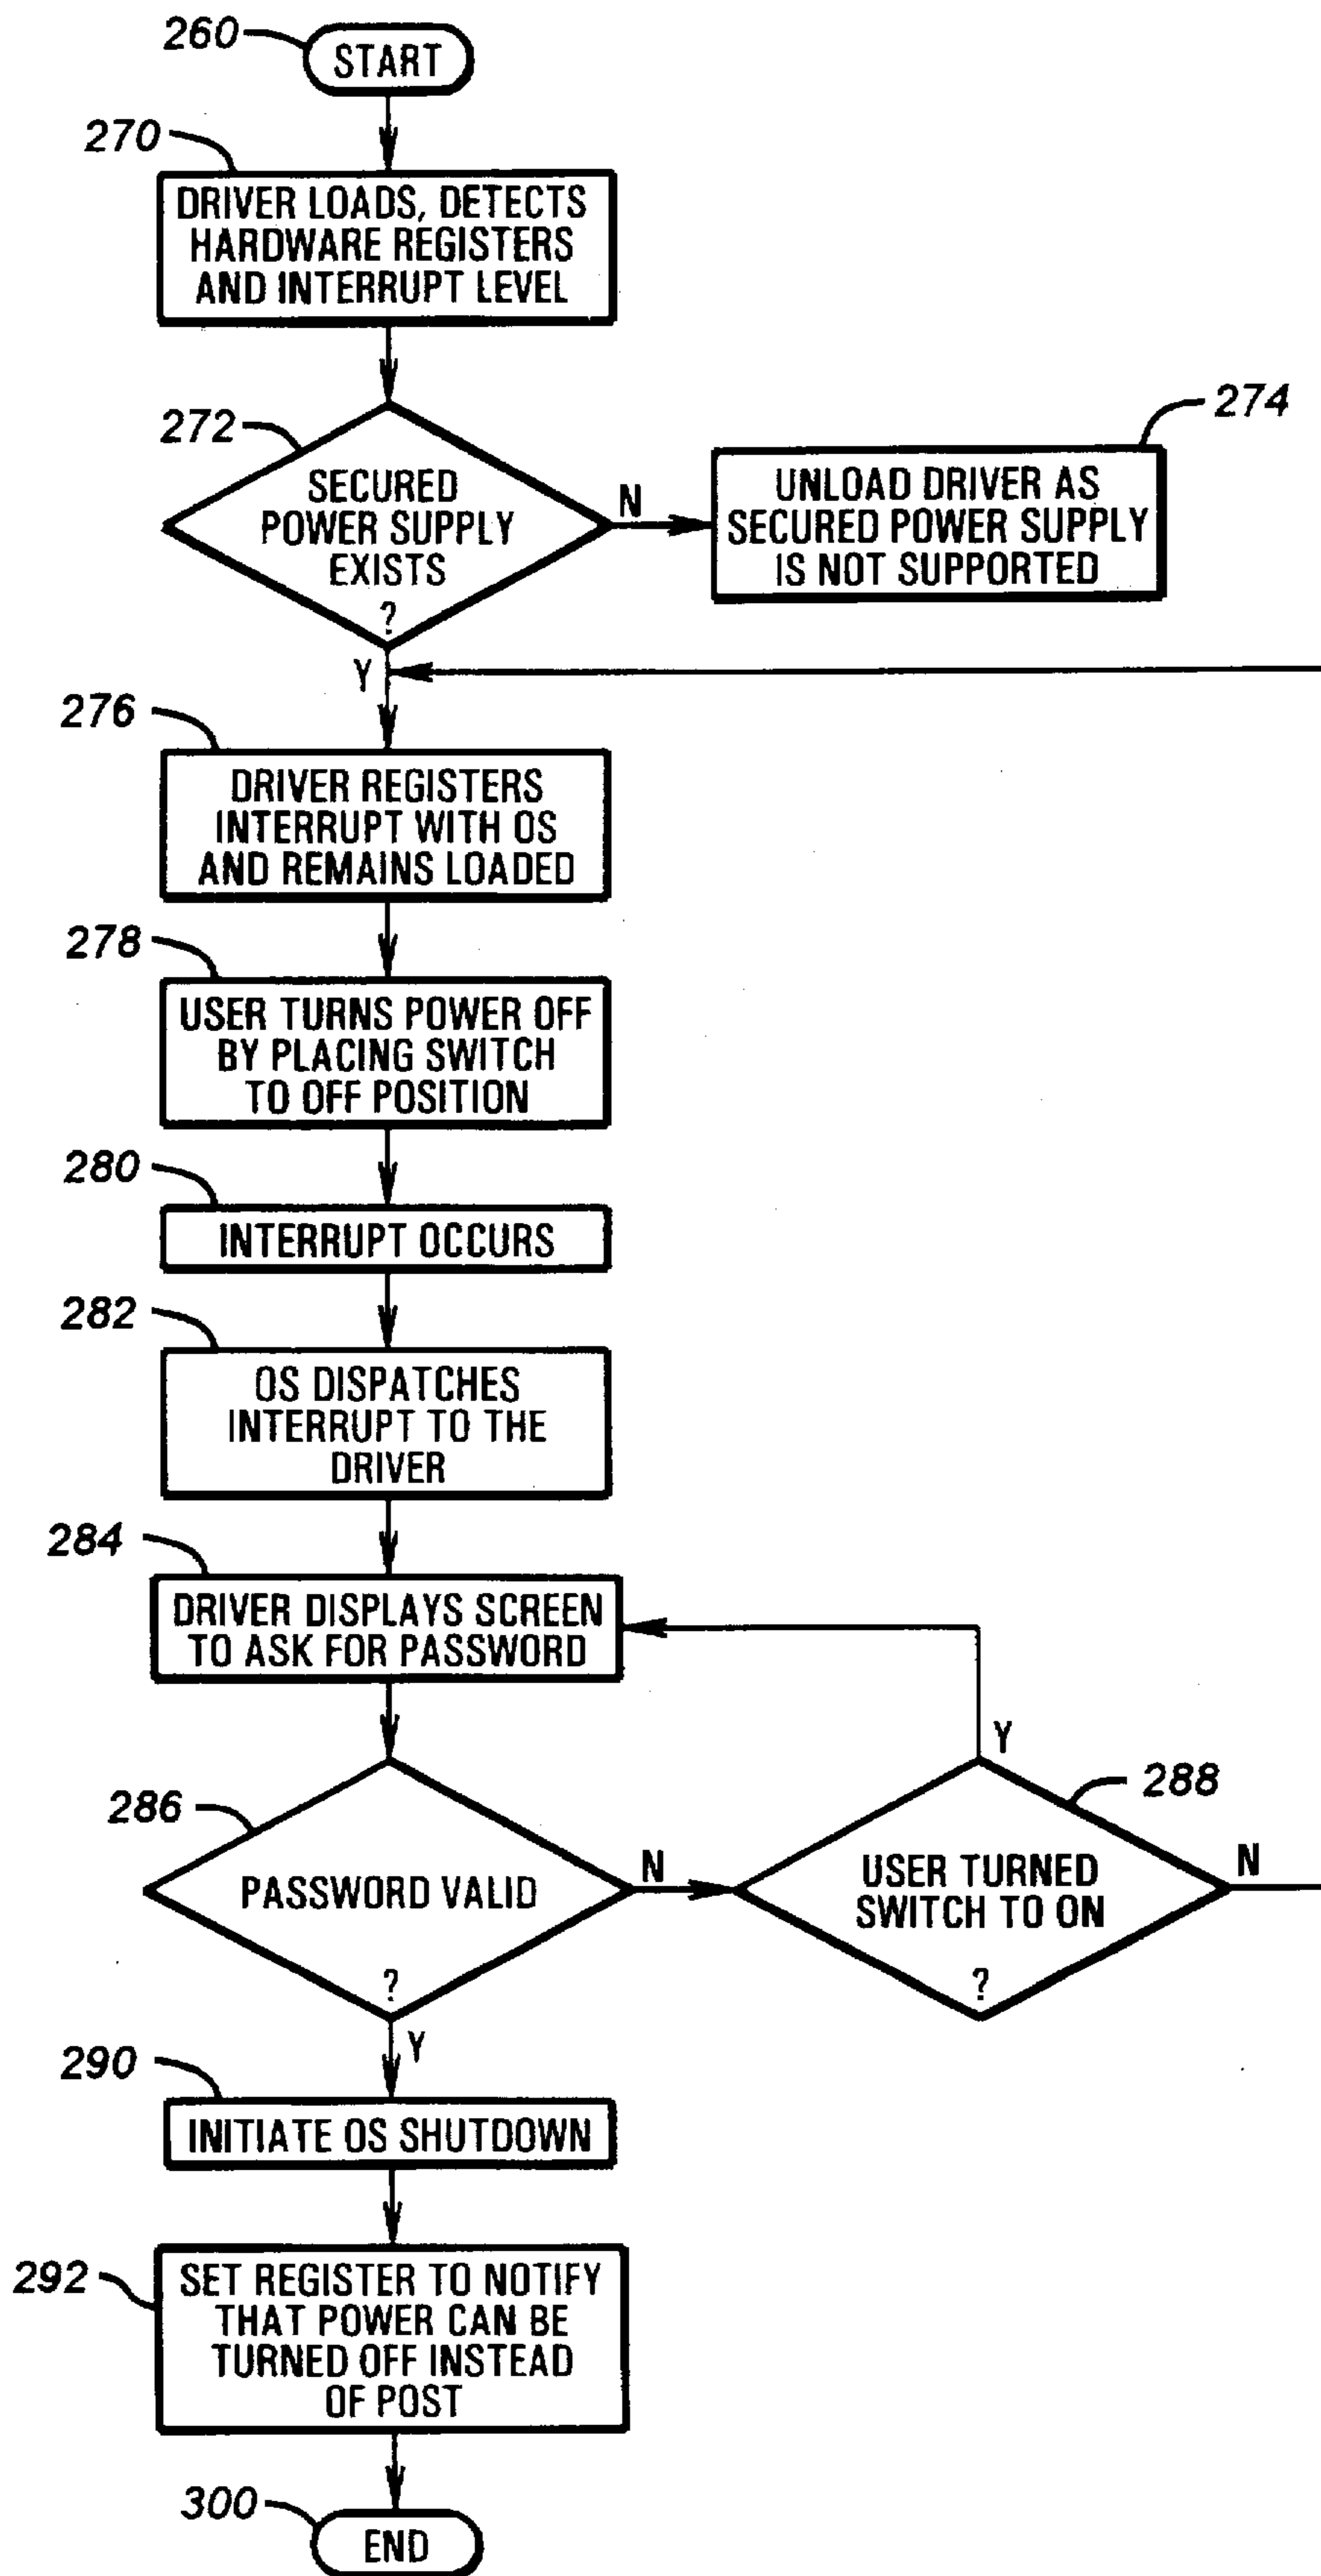 260
START
270
DRIVER LOADS, DETECTS
HARDWARE REGISTERS
AND INTERRUPT LEVEL
272
SECURED
POWER SUPPLY
EXISTS
?
N
274
UNLOAD DRIVER AS
SECURED POWER SUPPLY
IS NOT SUPPORTED
Y
276
DRIVER REGISTERS
INTERRUPT WITH OS
AND REMAINS LOADED
278
USER TURNS POWER OFF
BY PLACING SWITCH
TO OFF POSITION
280
INTERRUPT OCCURS
282
OS DISPATCHES
INTERRUPT TO THE
DRIVER
284
DRIVER DISPLAYS SCREEN
TO ASK FOR PASSWORD
286
PASSWORD VALID
?
N
Y
288
USER TURNED
SWITCH TO ON
?
N
Y
290
INITIATE OS SHUTDOWN
292
SET REGISTER TO NOTIFY
THAT POWER CAN BE
TURNED OFF INSTEAD
OF POST
300
END